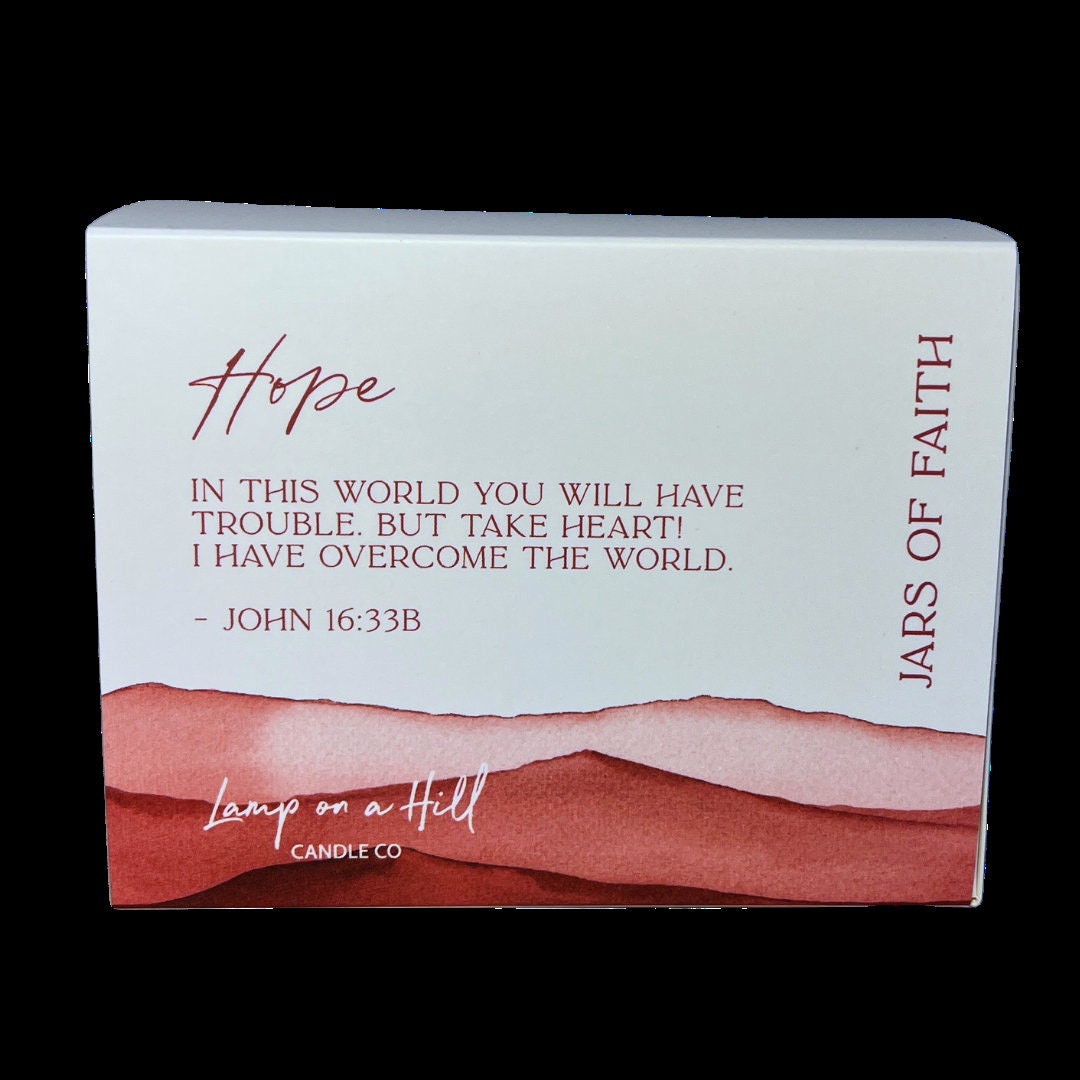 Hope
IN THIS WORLD YOU WILL HAVE
TROUBLE. BUT TAKE HEART!
I HAVE OVERCOME THE WORLD.
- JOHN 16:33B
JARS OF FAITH
Lamp on a Hill
CANDLE CO